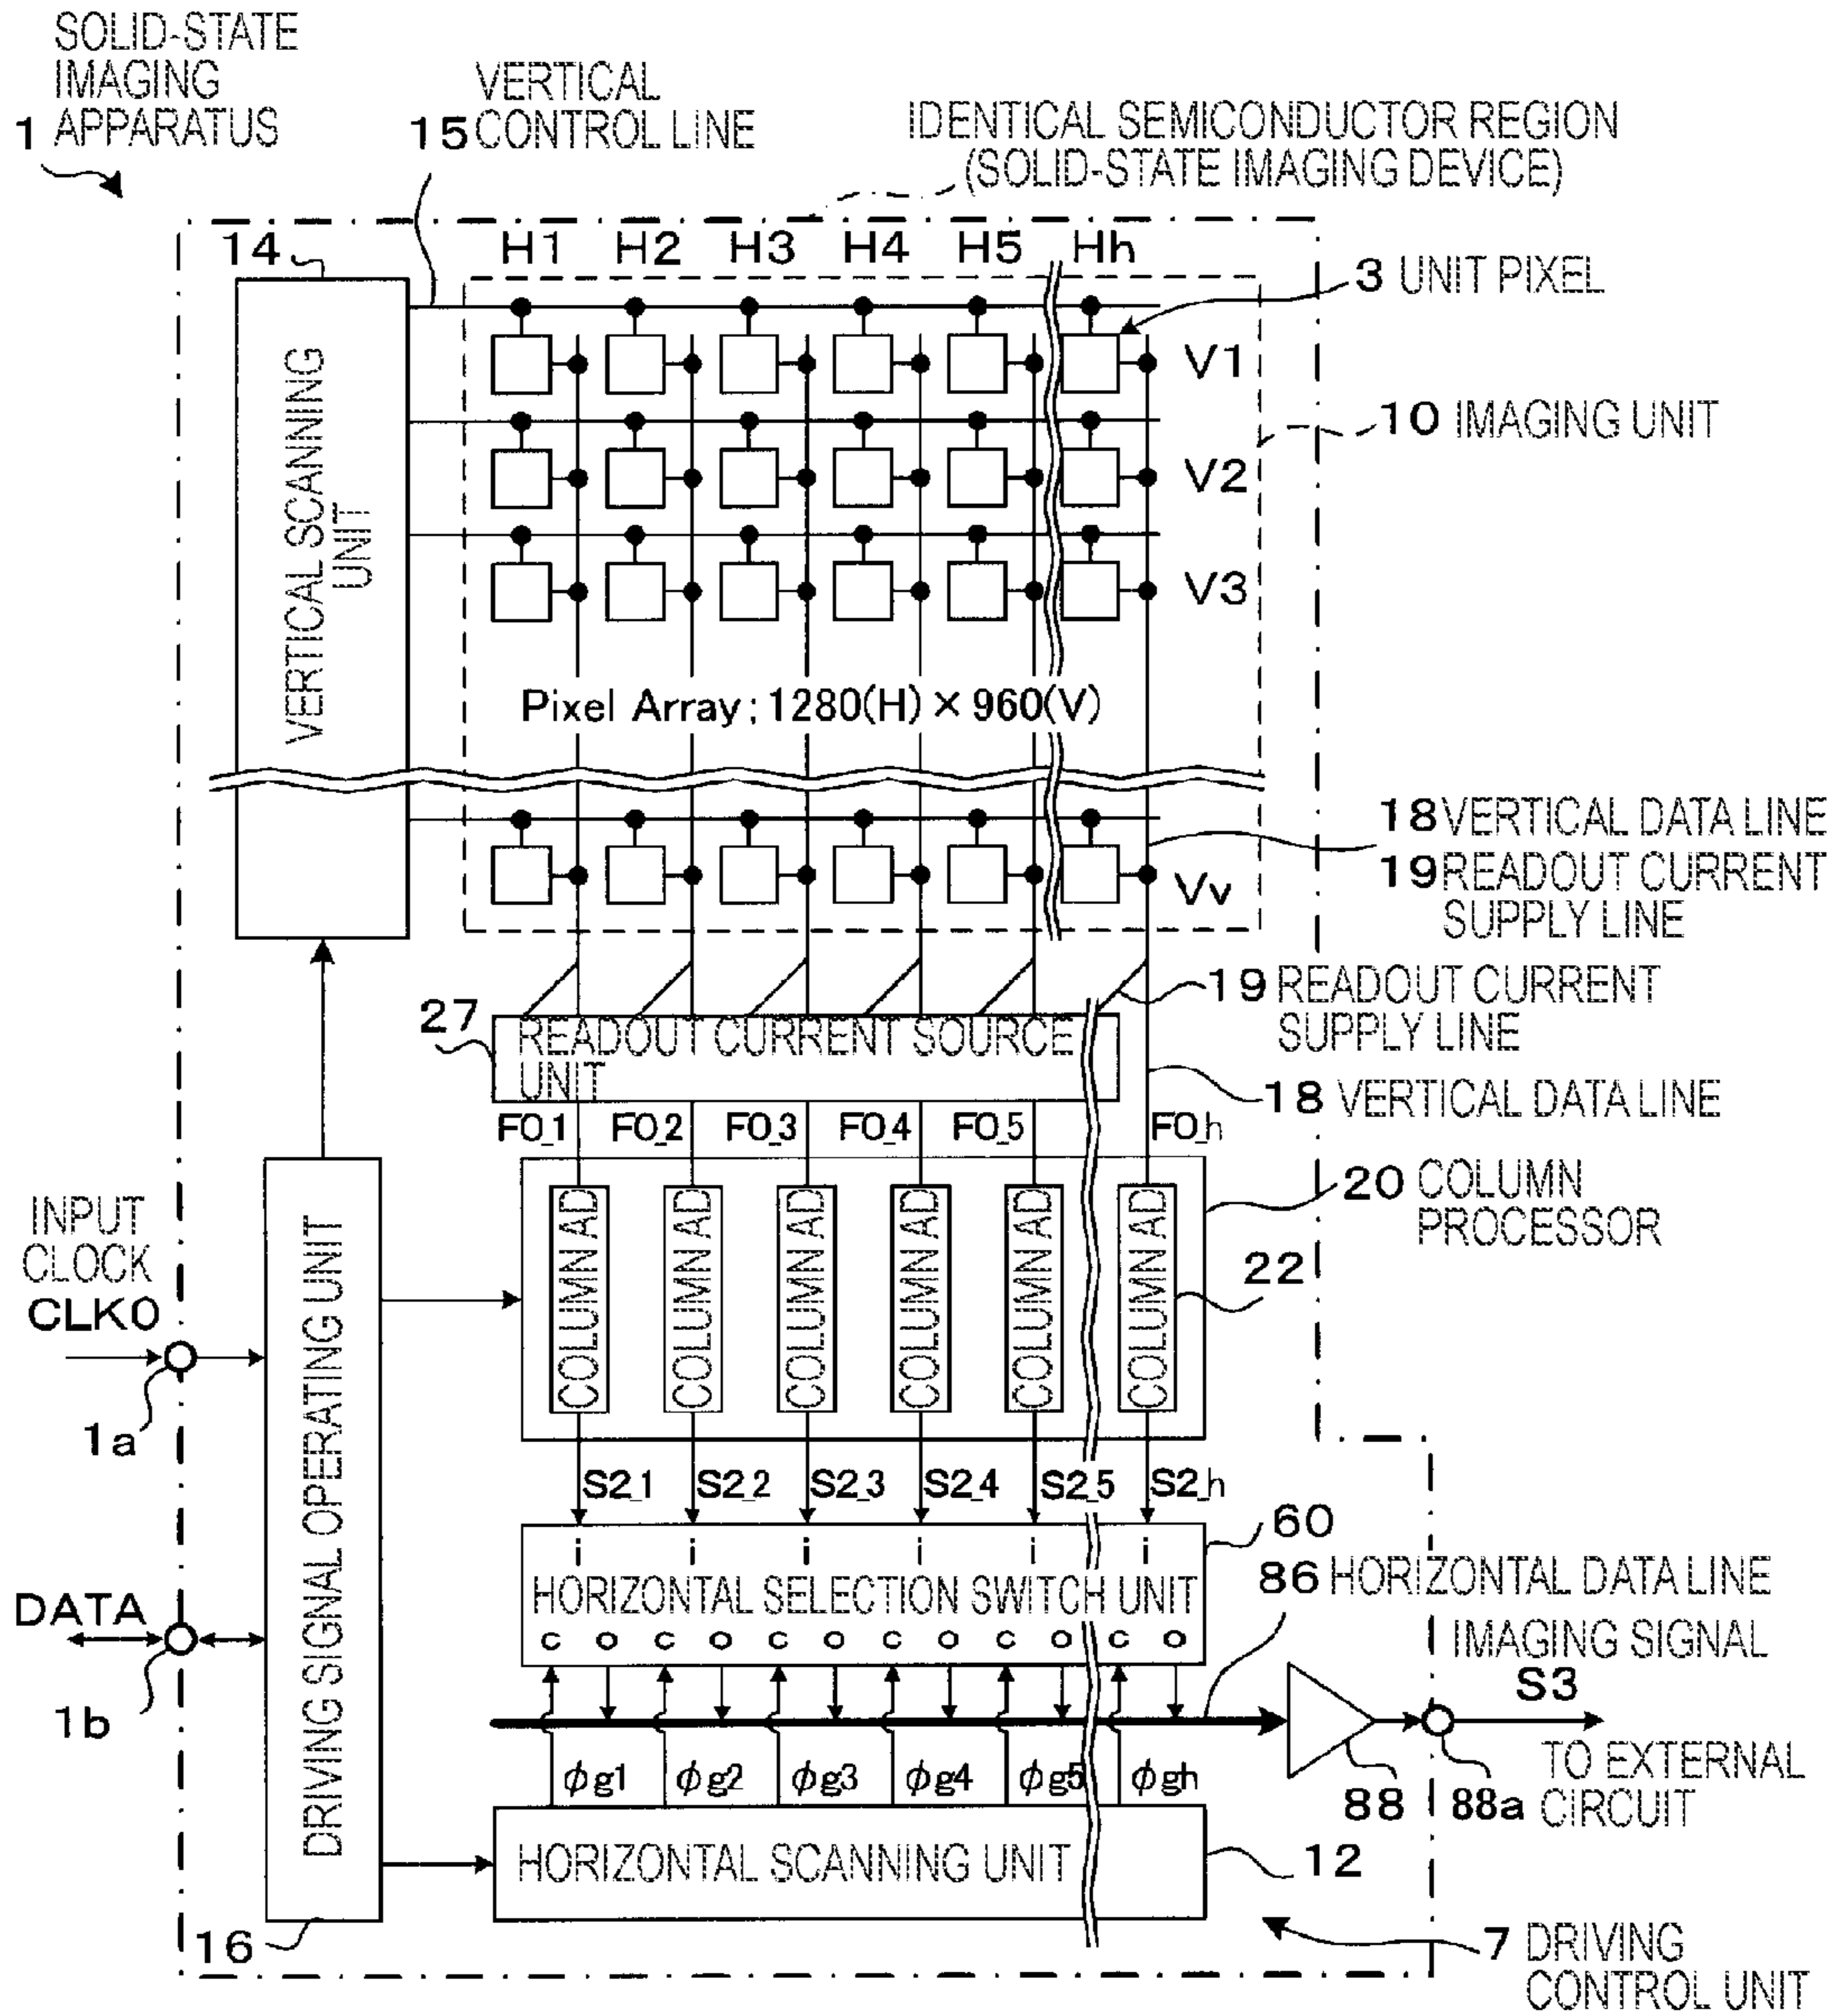 SOLID-STATE
IMAGING
1 APPARATUS
VERTICAL
15 CONTROL LINE
IDENTICAL SEMICONDUCTOR REGION
(SOLID-STATE IMAGING DEVICE)
14
H1 H2 H3 H4 H5 Hh
3 UNIT PIXEL
VERTICAL SCANNING
UNIT
V1
10 IMAGING UNIT
V2
V3
Pixel Array ; 1280(H) × 960(V)
18 VERTICAL DATA LINE
19 READOUT CURRENT
SUPPLY LINE
Vv
19 READOUT CURRENT
SUPPLY LINE
27
READOUT CURRENT SOURCE
UNIT
18 VERTICAL DATA LINE
F0_1 F0_2 F0_3 F0_4 F0_5 F0_h
20 COLUMN
PROCESSOR
COLUMN AD COLUMN AD COLUMN AD COLUMN AD COLUMN AD COLUMN AD
22
INPUT
CLOCK
CLK0
1a
DRIVING SIGNAL OPERATING UNIT
S2_1 S2_2 S2_3 S2_4 S2_5 S2_h
60
i i i i i i
HORIZONTAL SELECTION SWITCH UNIT
c o c o c o c o c o c o
86 HORIZONTAL DATA LINE
DATA
1b
IMAGING SIGNAL
S3
TO EXTERNAL
CIRCUIT
ϕg1 ϕg2 ϕg3 ϕg4 ϕg5 ϕgh
88 88a
HORIZONTAL SCANNING UNIT
12
16
7 DRIVING
CONTROL UNIT